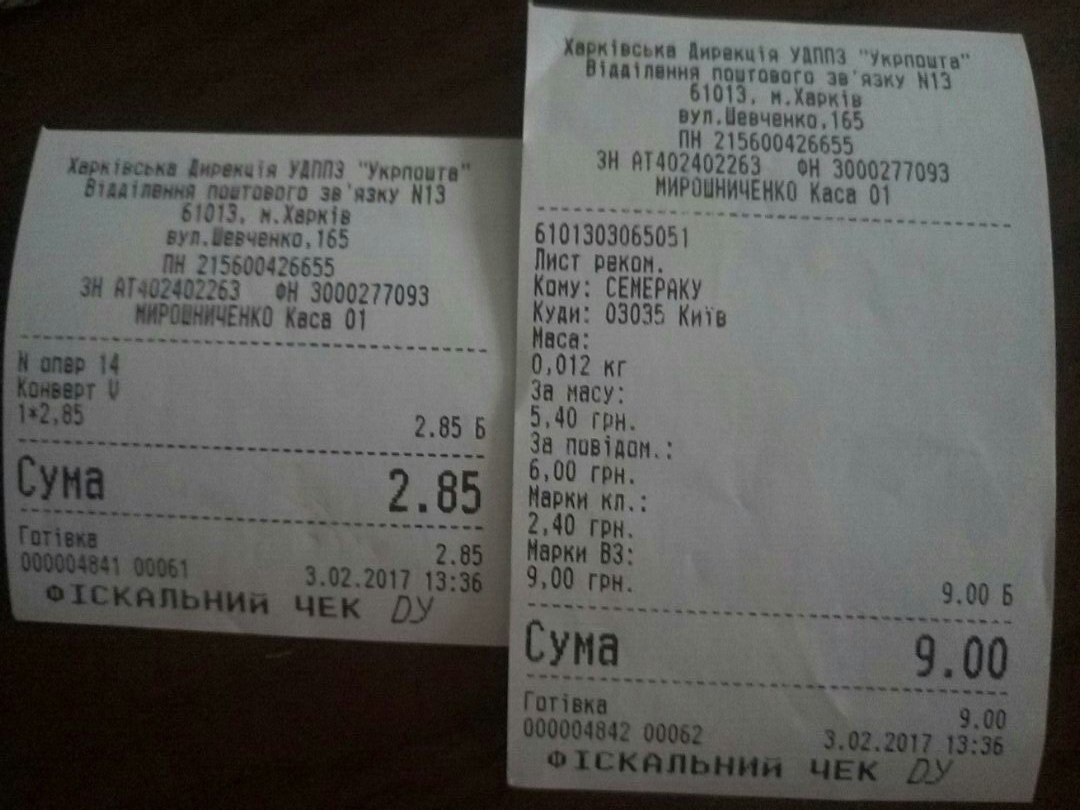 Харківська Дирекція УДППЗ "Укрпошта"
Відділення поштового зв'язку N13
61013, м.Харків
вул.Шевченко,165
ПН 215600426655
ЗН АТ402402263 ФН 3000277093
МИРОШНИЧЕНКО Каса 01
N опер 14
Конверт V
1*2,85
2.85 Б
Сума 2.85
Готівка 2.85
000004841 00061 3.02.2017 13:36
ФІСКАЛЬНИЙ ЧЕК
Харківська Дирекція УДППЗ "Укрпошта"
Відділення поштового зв'язку N13
61013, м.Харків
вул.Шевченко,165
ПН 215600426655
ЗН АТ402402263 ФН 3000277093
МИРОШНИЧЕНКО Каса 01
6101303065051
Лист реком.
Кому: СЕМЕРАКУ
Куди: 03035 Київ
Маса:
0,012 кг
За масу:
5,40 грн.
За повідом.:
6,00 грн.
Марки кл.:
2,40 грн.
Марки ВЗ:
9,00 грн. 9.00 Б
Сума 9.00
Готівка 9.00
000004842 00062 3.02.2017 13:36
ФІСКАЛЬНИЙ ЧЕК